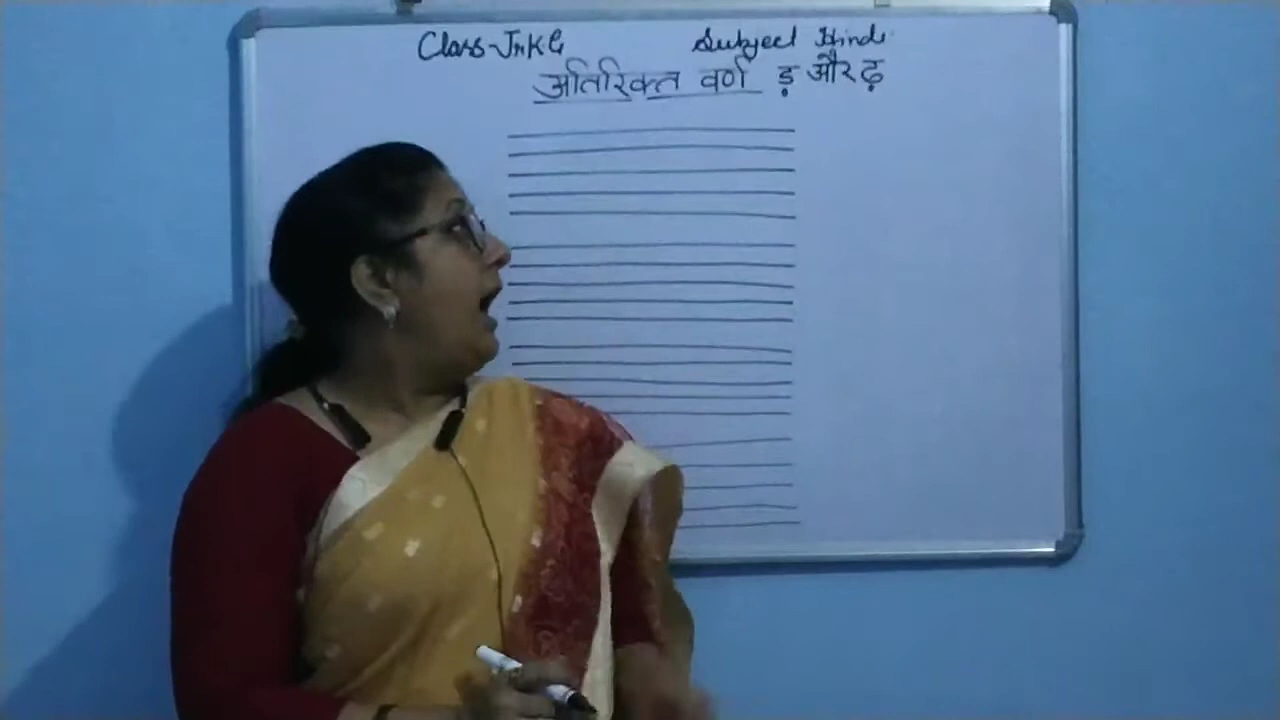 Class-Jr.KG Subject Hindi
अतिरिक्त वर्ण ड़ और ढ़